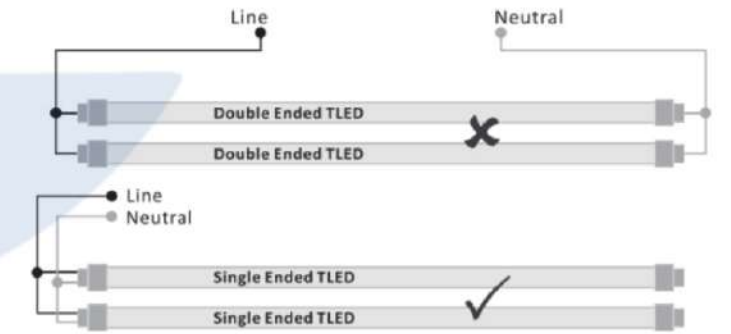 Line Neutral
Double Ended TLED
Double Ended TLED
Line
Neutral
Single Ended TLED
Single Ended TLED